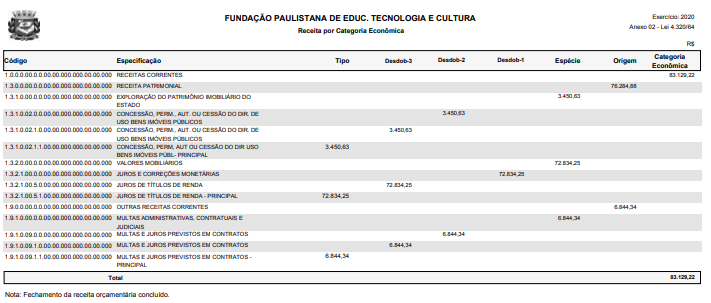 FUNDAÇÃO PAULISTANA DE EDUC. TECNOLOGIA E CULTURA
Receita por Categoria Econômica
Exercício: 2020
Anexo 02 - Lei 4.320/64
R$
Código Especificação Tipo Desdob-3 Desdob-2 Desdob-1 Espécie Origem Categoria Econômica
1.0.0.0.00.0.0.00.00.000.000.00.00.000 RECEITAS CORRENTES 83.129,22
1.3.0.0.00.0.0.00.00.000.000.00.00.000 RECEITA PATRIMONIAL 76.284,88
1.3.1.0.00.0.0.00.00.000.000.00.00.000 EXPLORAÇÃO DO PATRIMÔNIO IMOBILIÁRIO DO 3.450,63
ESTADO
1.3.1.0.02.0.0.00.00.000.000.00.00.000 CONCESSÃO, PERM., AUT. OU CESSÃO DO DIR. DE 3.450,63
USO BENS IMÓVEIS PÚBLICOS
1.3.1.0.02.1.0.00.00.000.000.00.00.000 CONCESSÃO, PERM., AUT. OU CESSÃO DO DIR. DE 3.450,63
USO BENS IMÓVEIS PÚBLICOS
1.3.1.0.02.1.1.00.00.000.000.00.00.000 CONCESSÃO, PERM, AUT OU CESSÃO DO DIR USO 3.450,63
BENS IMÓVEIS PÚBL- PRINCIPAL
1.3.2.0.00.0.0.00.00.000.000.00.00.000 VALORES MOBILIÁRIOS 72.834,25
1.3.2.1.00.0.0.00.00.000.000.00.00.000 JUROS E CORREÇÕES MONETÁRIAS 72.834,25
1.3.2.1.00.5.0.00.00.000.000.00.00.000 JUROS DE TÍTULOS DE RENDA 72.834,25
1.3.2.1.00.5.1.00.00.000.000.00.00.000 JUROS DE TÍTULOS DE RENDA - PRINCIPAL 72.834,25
1.9.0.0.00.0.0.00.00.000.000.00.00.000 OUTRAS RECEITAS CORRENTES 6.844,34
1.9.1.0.00.0.0.00.00.000.000.00.00.000 MULTAS ADMINISTRATIVAS, CONTRATUAIS E 6.844,34
JUDICIAIS
1.9.1.0.09.0.0.00.00.000.000.00.00.000 MULTAS E JUROS PREVISTOS EM CONTRATOS 6.844,34
1.9.1.0.09.1.0.00.00.000.000.00.00.000 MULTAS E JUROS PREVISTOS EM CONTRATOS 6.844,34
1.9.1.0.09.1.1.00.00.000.000.00.00.000 MULTAS E JUROS PREVISTOS EM CONTRATOS - 6.844,34
PRINCIPAL
Total 83.129,22
Nota: Fechamento da receita orçamentária concluído.